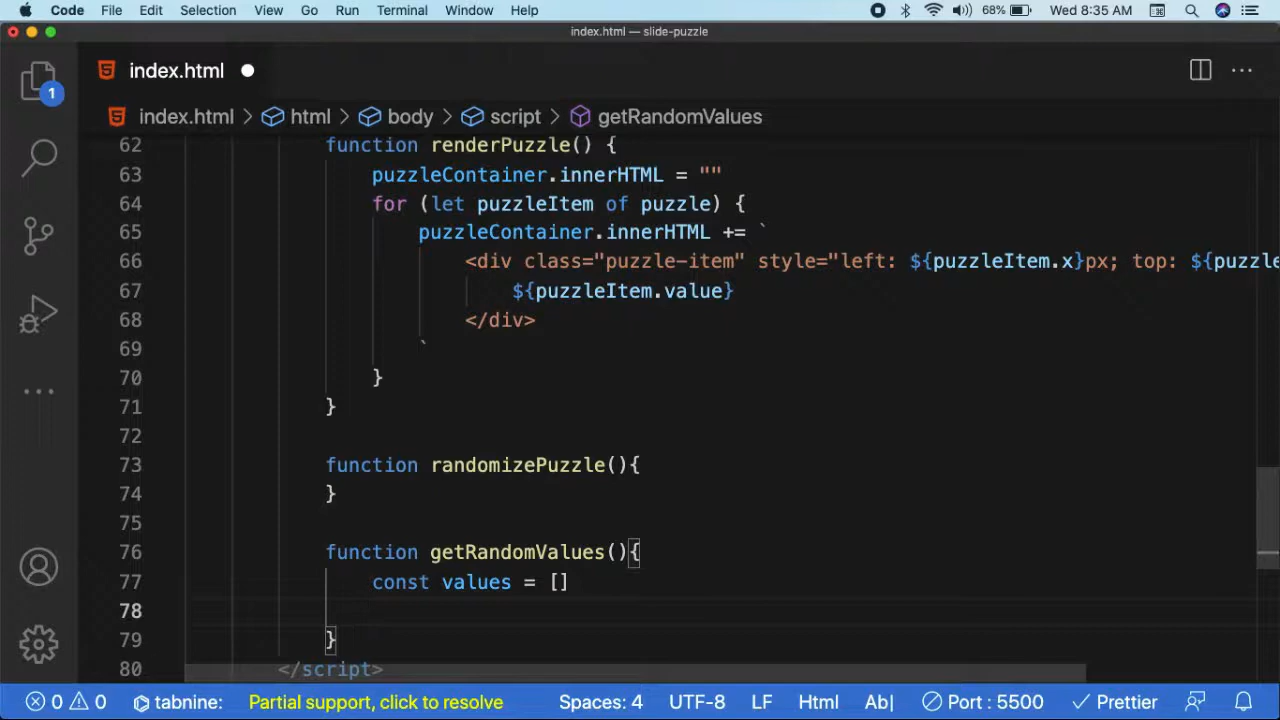 Code File Edit Selection View Go Run Terminal Window Help 68% Wed 8:35 AM
index.html — slide-puzzle
index.html
1
index.html > html > body > script > getRandomValues
62 function renderPuzzle() {
63 puzzleContainer.innerHTML = ""
64 for (let puzzleItem of puzzle) {
65 puzzleContainer.innerHTML += `
66 <div class="puzzle-item" style="left: ${puzzleItem.x}px; top: ${puzzle
67 ${puzzleItem.value}
68 </div>
69 `
70 }
71 }
72
73 function randomizePuzzle(){
74 }
75
76 function getRandomValues(){
77 const values = []
78
79 }
80 </script>
0 0 tabnine: Partial support, click to resolve Spaces: 4 UTF-8 LF Html Ab| Port : 5500 Prettier